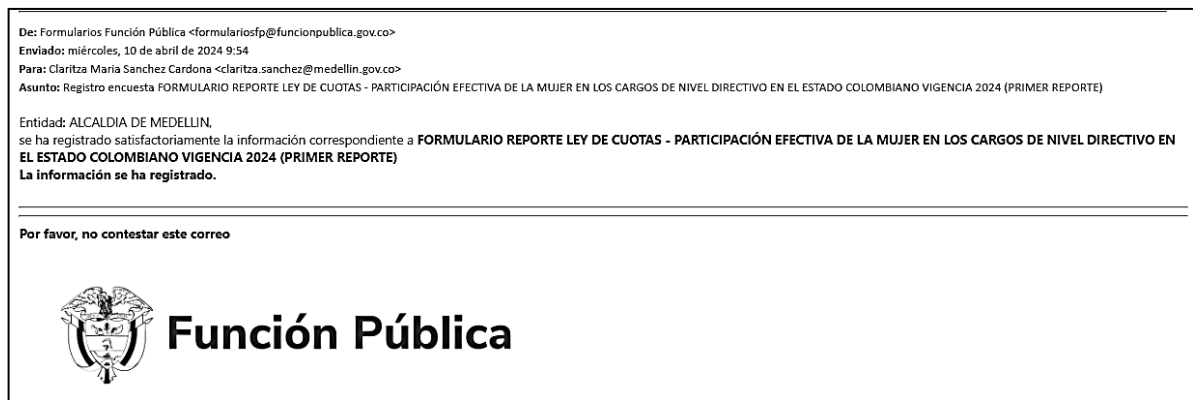 De: Formularios Función Pública <formulariosfp@funcionpublica.gov.co>
Enviado: miércoles, 10 de abril de 2024 9:54
Para: Claritza María Sanchez Cardona <claritza.sanchez@medellin.gov.co>
Asunto: Registro encuesta FORMULARIO REPORTE LEY DE CUOTAS - PARTICIPACIÓN EFECTIVA DE LA MUJER EN LOS CARGOS DE NIVEL DIRECTIVO EN EL ESTADO COLOMBIANO VIGENCIA 2024 (PRIMER REPORTE)
Entidad: ALCALDIA DE MEDELLIN,
se ha registrado satisfactoriamente la información correspondiente a FORMULARIO REPORTE LEY DE CUOTAS - PARTICIPACIÓN EFECTIVA DE LA MUJER EN LOS CARGOS DE NIVEL DIRECTIVO EN
EL ESTADO COLOMBIANO VIGENCIA 2024 (PRIMER REPORTE)
La información se ha registrado.
Por favor, no contestar este correo
Función Pública